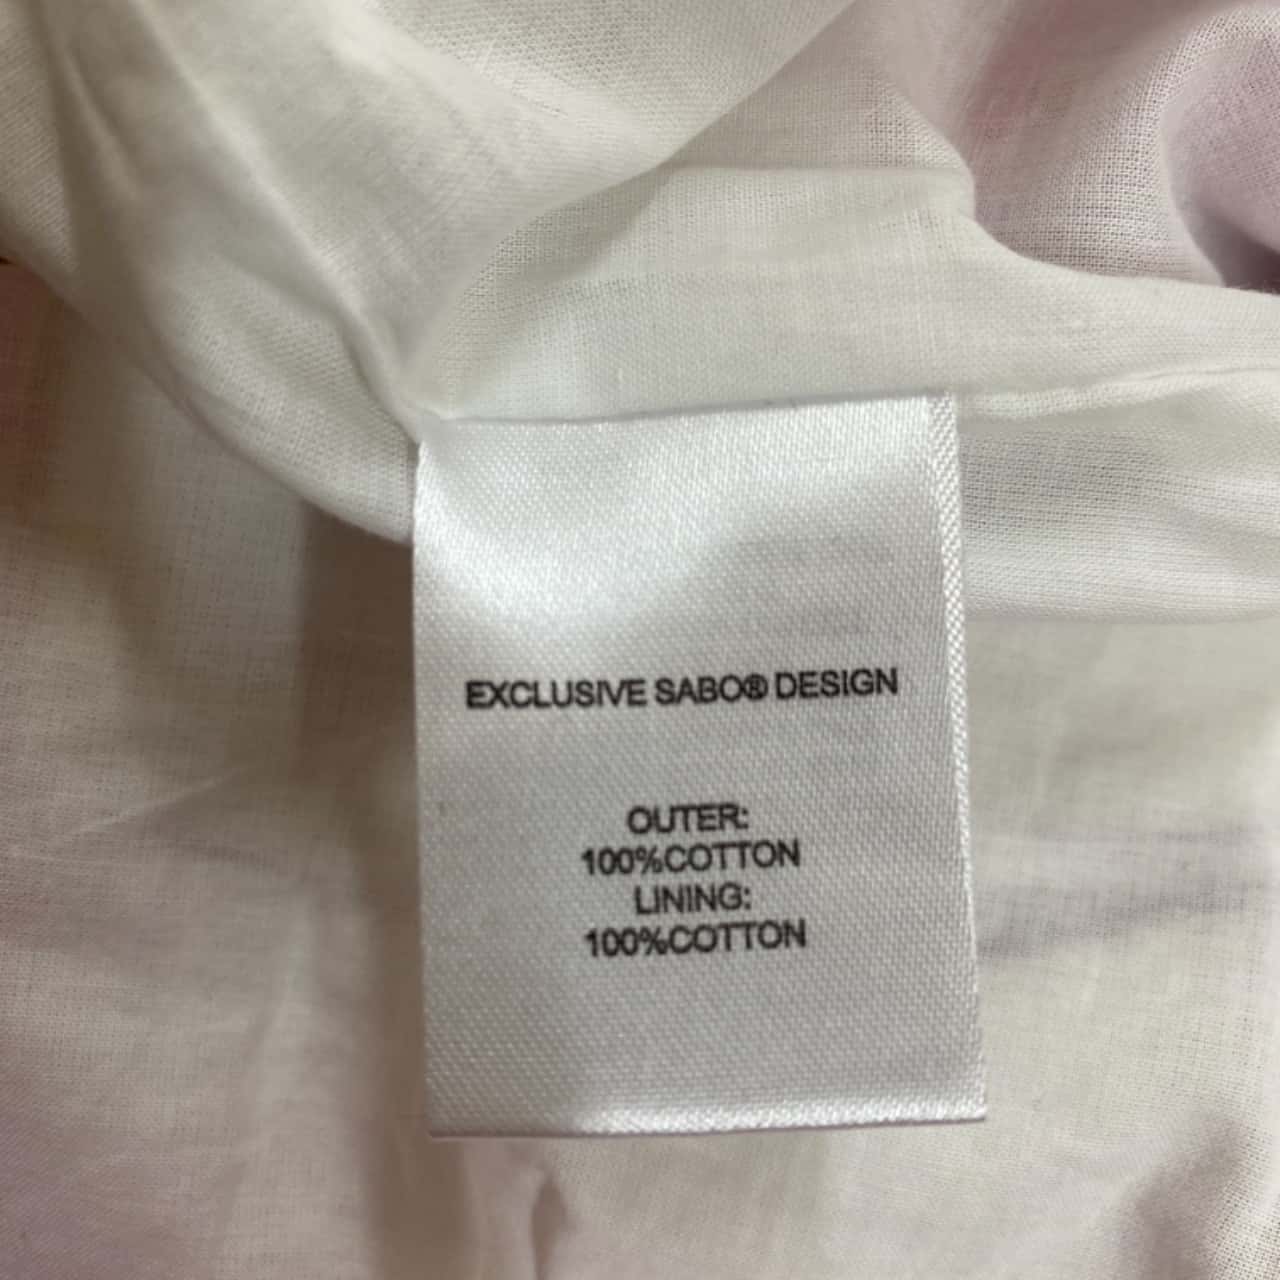 EXCLUSIVE SABO® DESIGN
OUTER:
100%COTTON
LINING:
100%COTTON